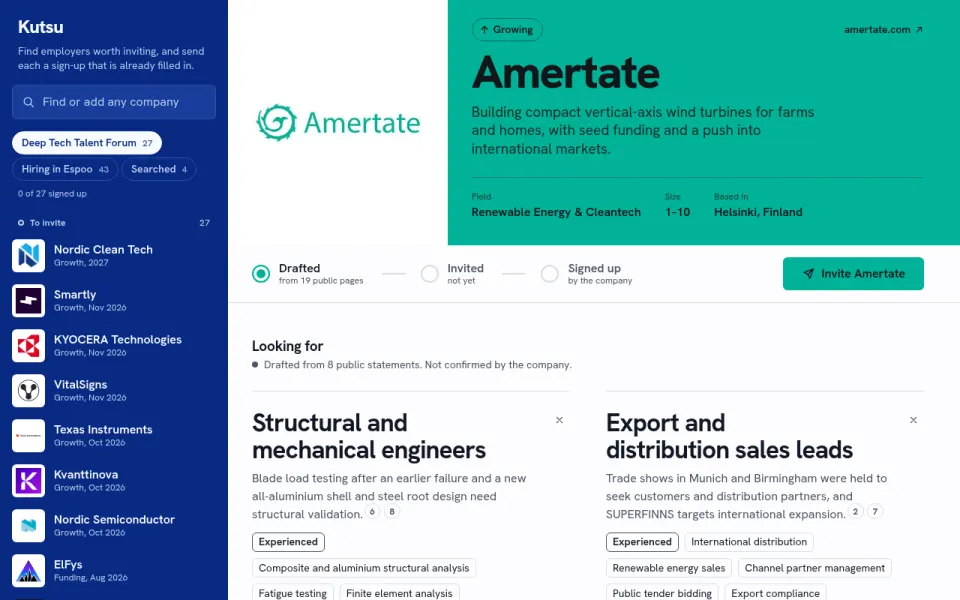 Kutsu
Find employers worth inviting, and send
each a sign-up that is already filled in.
Find or add any company
Deep Tech Talent Forum 27
Hiring in Espoo 43
Searched 4
0 of 27 signed up
To invite 27
Nordic Clean Tech
Growth, 2027
Smartly
Growth, Nov 2026
KYOCERA Technologies
Growth, Nov 2026
VitalSigns
Growth, Nov 2026
Texas Instruments
Growth, Oct 2026
Kvanttinova
Growth, Oct 2026
Nordic Semiconductor
Growth, Oct 2026
ElFys
Funding, Aug 2026
Amertate
↑ Growing
amertate.com ↗
Amertate
Building compact vertical-axis wind turbines for farms
and homes, with seed funding and a push into
international markets.
Field
Renewable Energy & Cleantech
Size
1–10
Based in
Helsinki, Finland
Drafted
from 19 public pages
Invited
not yet
Signed up
by the company
Invite Amertate
Looking for
Drafted from 8 public statements. Not confirmed by the company.
Structural and
mechanical engineers
×
Blade load testing after an earlier failure and a new
all-aluminium shell and steel root design need
structural validation. 6 8
Experienced
Composite and aluminium structural analysis
Fatigue testing
Finite element analysis
Export and
distribution sales leads
×
Trade shows in Munich and Birmingham were held to
seek customers and distribution partners, and
SUPERFINNS targets international expansion. 2 7
Experienced
International distribution
Renewable energy sales
Channel partner management
Public tender bidding
Export compliance